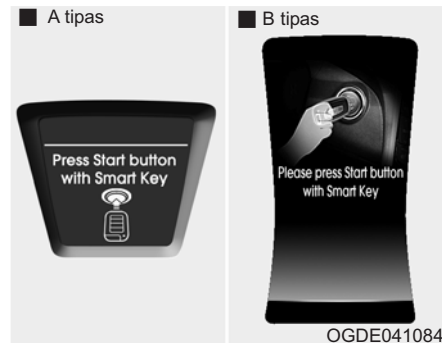 A tipas
Press Start button
with Smart Key
B tipas
Please press Start button
with Smart Key
OGDE041084